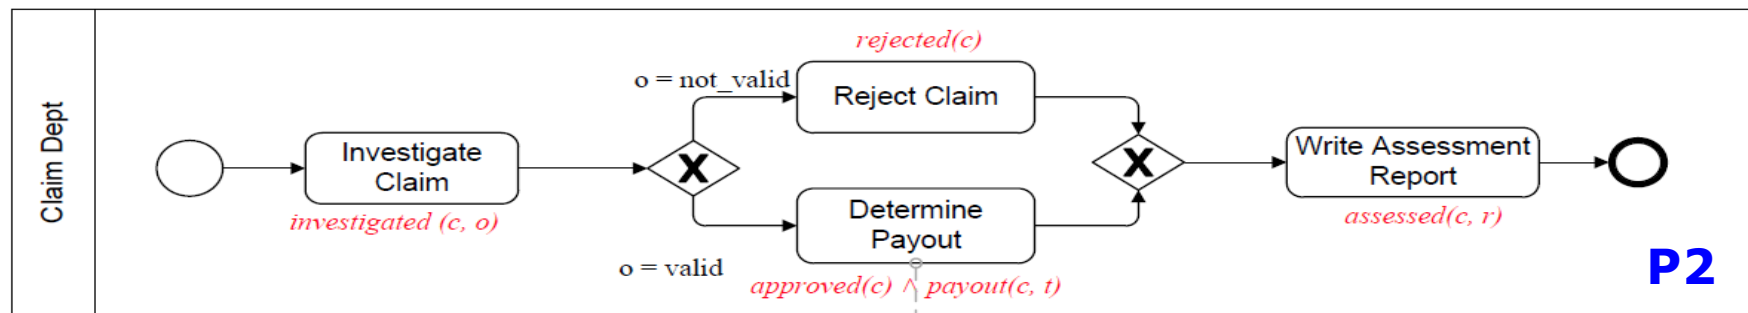 Claim Dept
Investigate
Claim
investigated (c, o)
o = not_valid
o = valid
X
rejected(c)
Reject Claim
Determine
Payout
approved(c) ∧ payout(c, t)
X
Write Assessment
Report
assessed(c, r)
P2